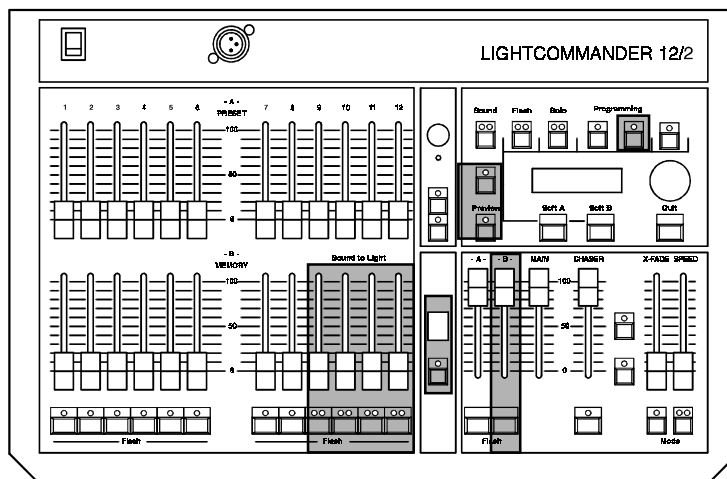 LIGHTCOMMANDER 12/2
- A -
PRESET
1 2 3 4 5 6 7 8 9 10 11 12
100
50
0
Sound Flash Solo Programming
Preview Soft A Soft B Quit
- B -
MEMORY
Sound to Light
100
50
0
Flash Flash
- A - - B - MAIN CHASER X-FADE SPEED
100
50
0
Flash Mode